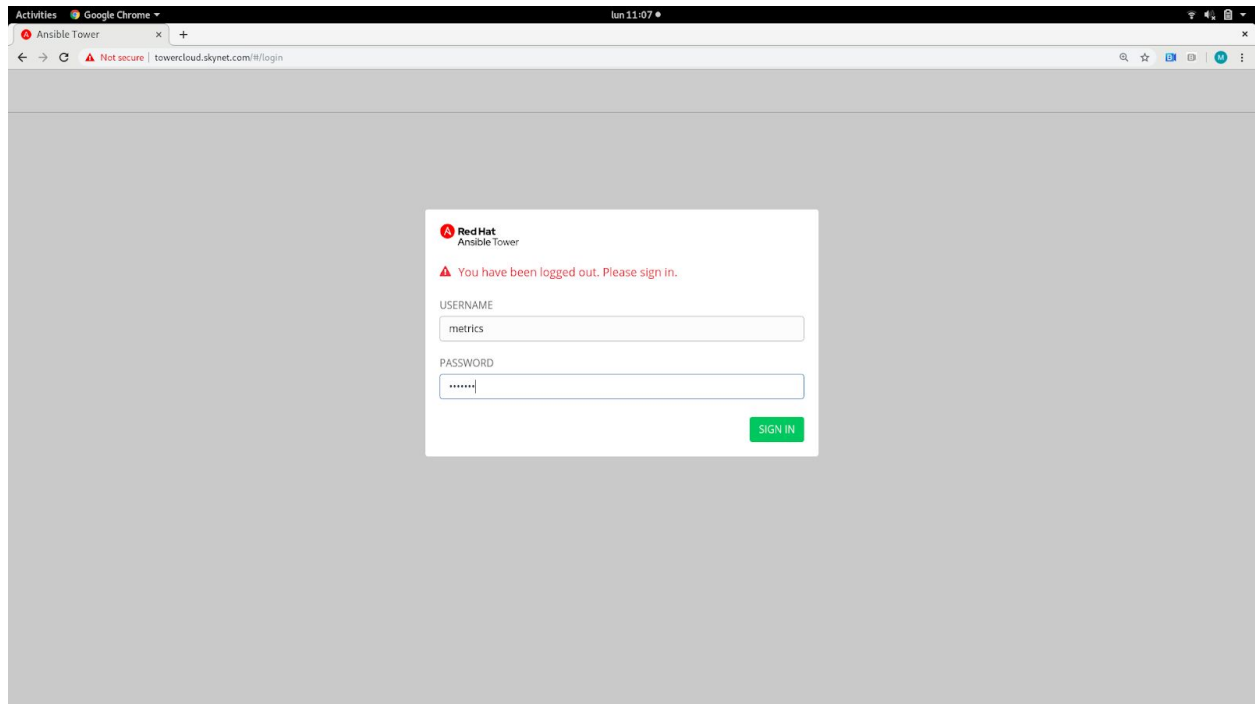 Activities Google Chrome lun 11:07
Ansible Tower
Not secure towercloud.skynet.com/#/login
M
A Red Hat
Ansible Tower
You have been logged out. Please sign in.
USERNAME
metrics
PASSWORD
•••••••
SIGN IN